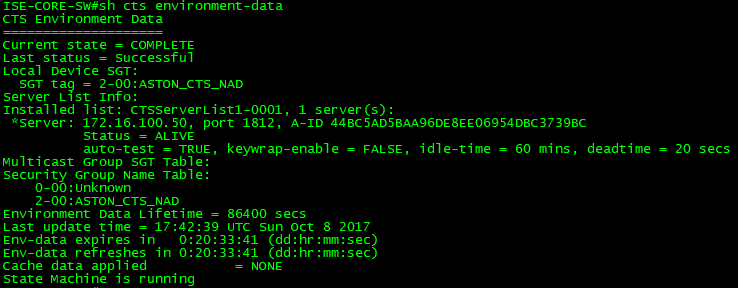 ISE-CORE-SW#sh cts environment-data
CTS Environment Data
====================
Current state = COMPLETE
Last status = Successful
Local Device SGT:
  SGT tag = 2-00:ASTON_CTS_NAD
Server List Info:
Installed list: CTSServerList1-0001, 1 server(s):
 *Server: 172.16.100.50, port 1812, A-ID 44BC5AD5BAA96DE8EE06954DBC3739BC
          Status = ALIVE
          auto-test = TRUE, keywrap-enable = FALSE, idle-time = 60 mins, deadtime = 20 secs
Multicast Group SGT Table:
Security Group Name Table:
    0-00:Unknown
    2-00:ASTON_CTS_NAD
Environment Data Lifetime = 86400 secs
Last update time = 17:42:39 UTC Sun Oct 8 2017
Env-data expires in   0:20:33:41 (dd:hr:mm:sec)
Env-data refreshes in 0:20:33:41 (dd:hr:mm:sec)
Cache data applied           = NONE
State Machine is running